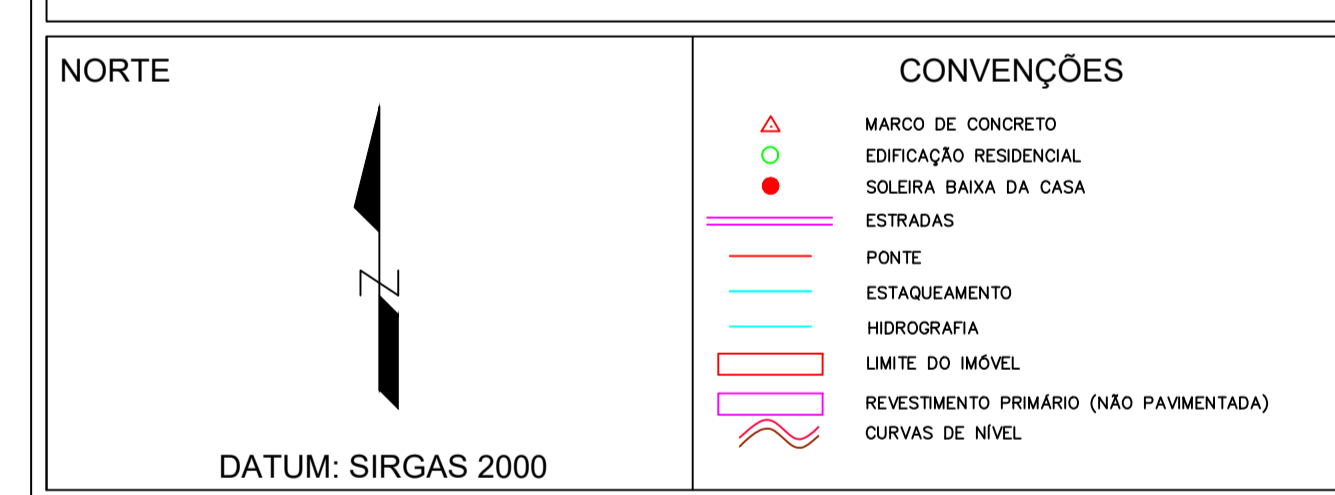 NORTE
DATUM: SIRGAS 2000
CONVENÇÕES
MARCO DE CONCRETO
EDIFICAÇÃO RESIDENCIAL
SOLEIRA BAIXA DA CASA
ESTRADAS
PONTE
ESTAQUEAMENTO
HIDROGRAFIA
LIMITE DO IMÓVEL
REVESTIMENTO PRIMÁRIO (NÃO PAVIMENTADA)
CURVAS DE NÍVEL